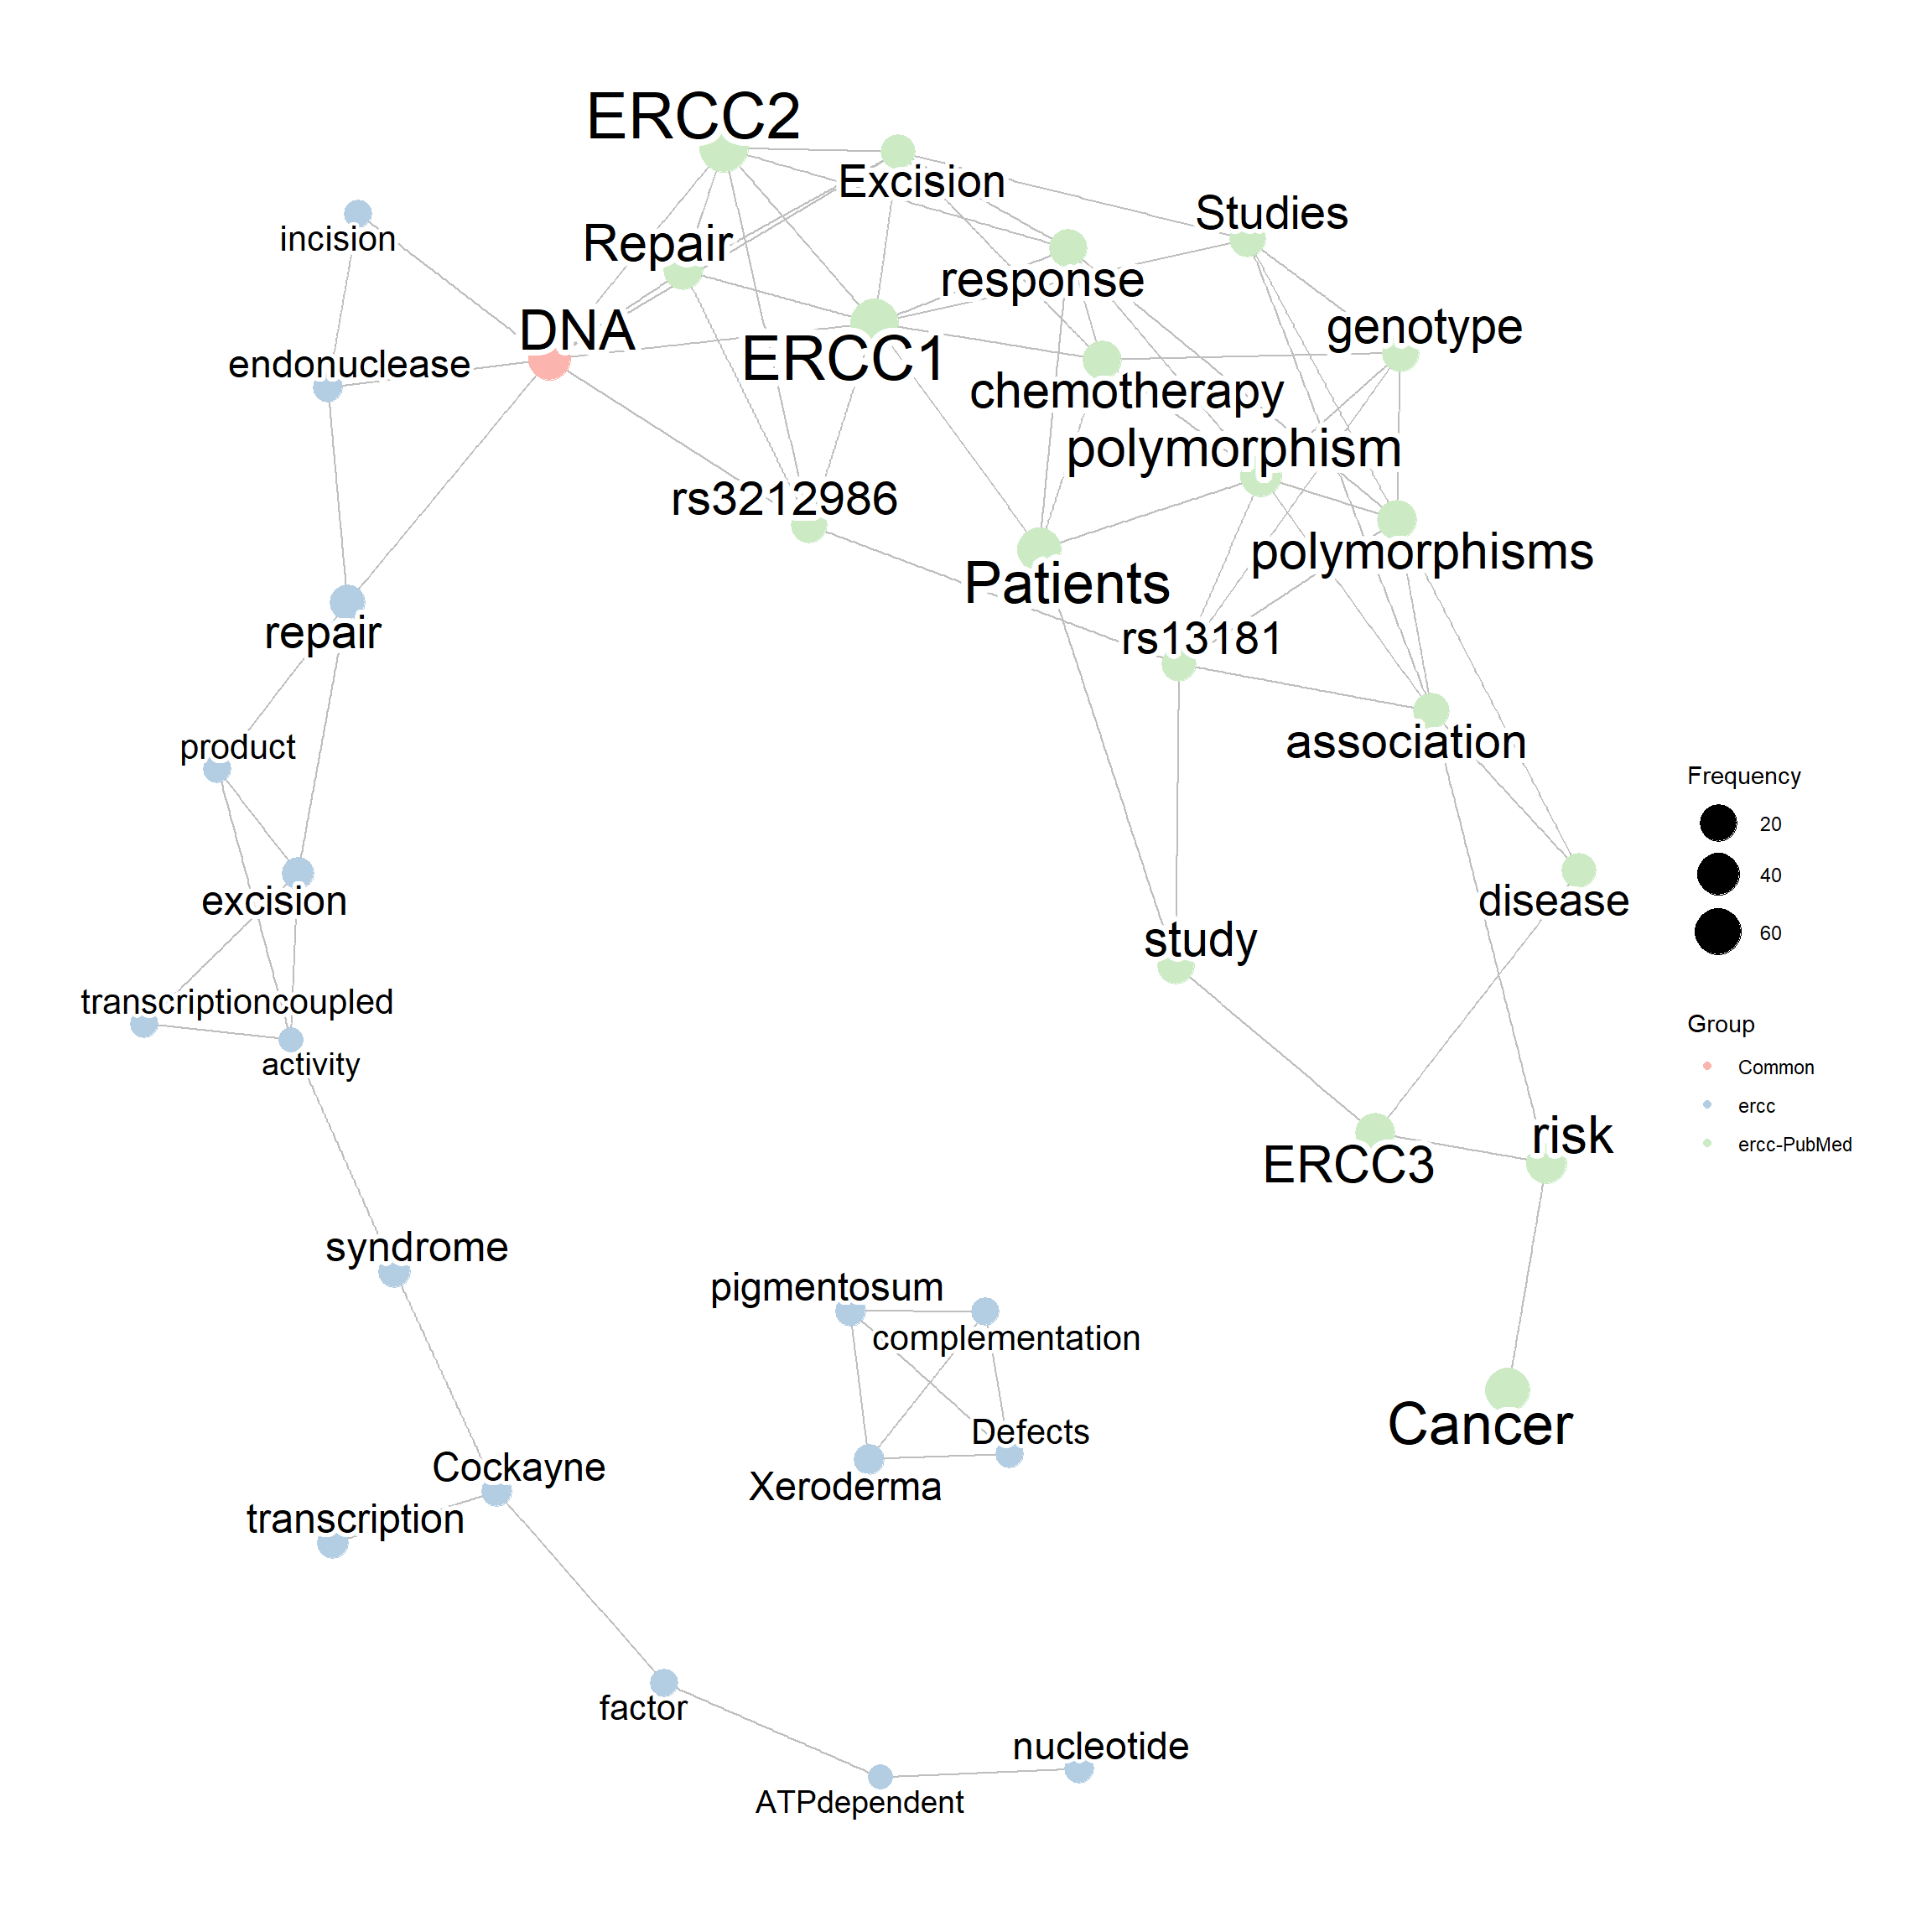 ERCC2
Excision
Studies
incision
Repair
response
DNA
genotype
endonuclease
ERCC1
chemotherapy
polymorphism
rs3212986
polymorphisms
Patients
repair
rs13181
association
product
Frequency
20
40
60
excision
disease
study
transcriptioncoupled
activity
Group
Common
ercc
ercc-PubMed
risk
ERCC3
syndrome
pigmentosum
complementation
Cancer
Defects
Cockayne
Xeroderma
transcription
factor
nucleotide
ATPdependent